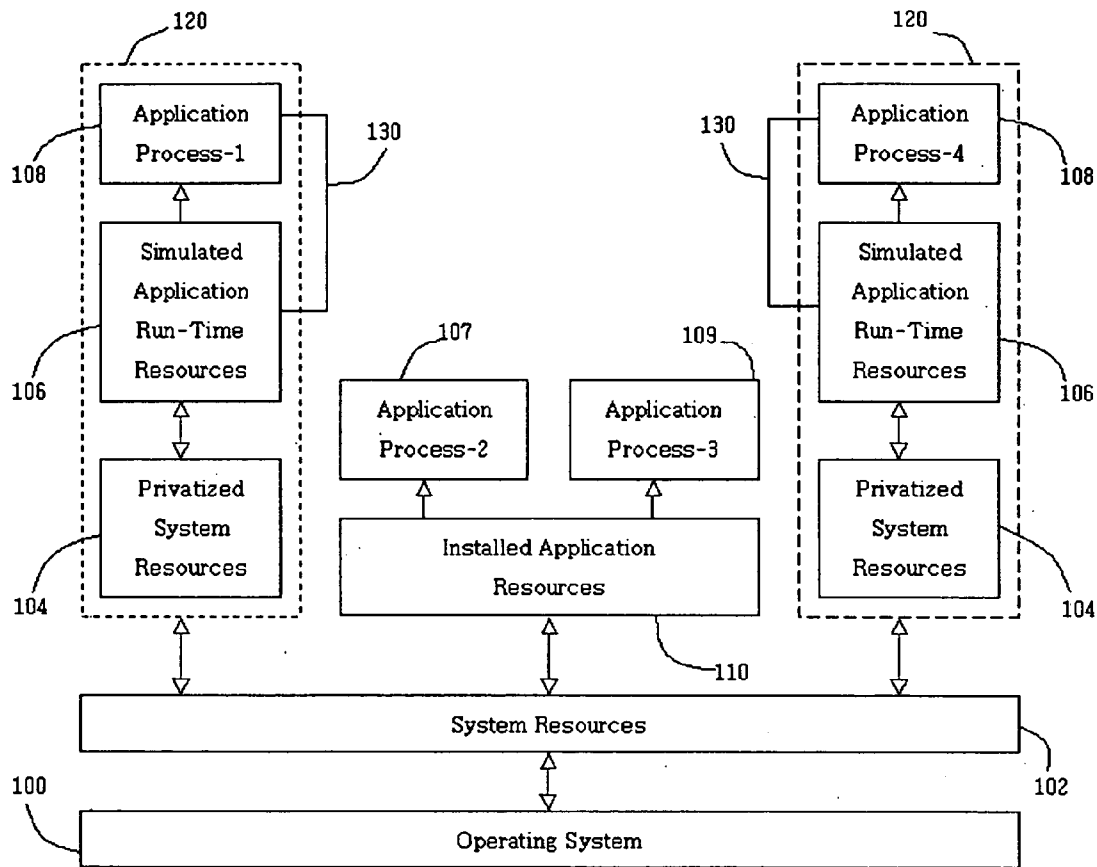 120
120
Application
Process-1
130
108
Simulated
Application
Run-Time
Resources
106
Privatized
System
Resources
104
107
109
Application
Process-2
Application
Process-3
Installed Application
Resources
110
130
Application
Process-4
108
Simulated
Application
Run-Time
Resources
106
Privatized
System
Resources
104
System Resources
102
100
Operating System